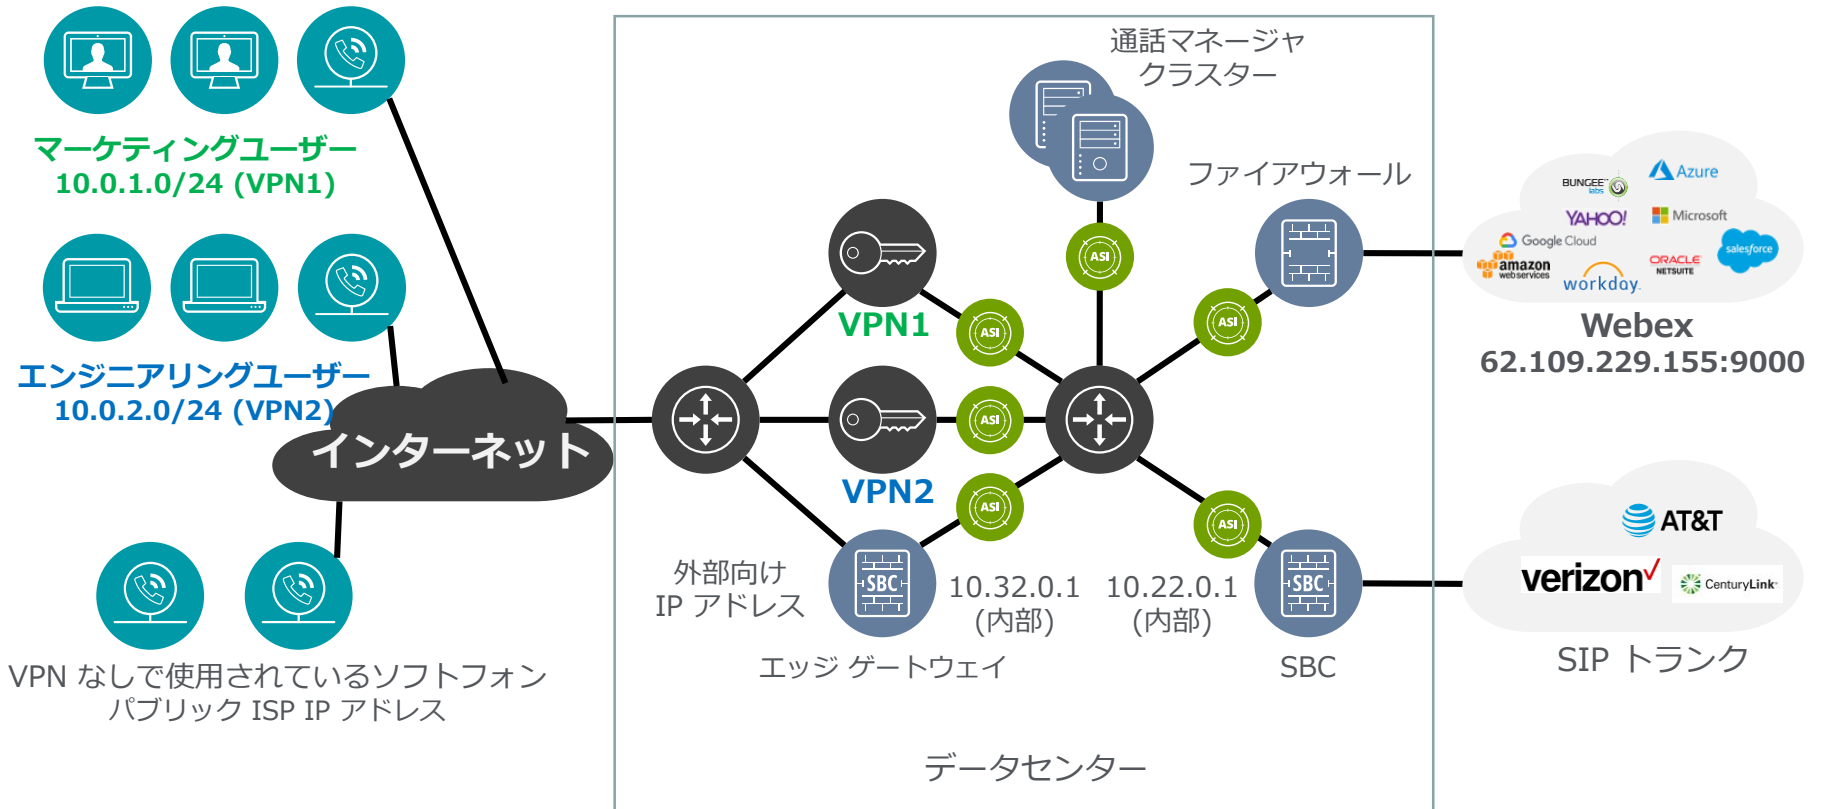 マーケティングユーザー
10.0.1.0/24 (VPN1)
エンジニアリングユーザー
10.0.2.0/24 (VPN2)
インターネット
VPN なしで使用されているソフトフォン
パブリック ISP IP アドレス
通話マネージャ
クラスター
ファイアウォール
ASI
ASI
ASI
VPN1
ASI
VPN2
ASI
ASI
外部向け
IP アドレス
SBC
10.32.0.1
(内部)
10.22.0.1
(内部)
SBC
エッジ ゲートウェイ
SBC
データセンター
BUNGEE™
labs
Azure
YAHOO!
Microsoft
Google Cloud
amazon
webservices
workday.
ORACLE
NETSUITE
salesforce
Webex
62.109.229.155:9000
AT&T
verizon✓
CenturyLink
SIP トランク